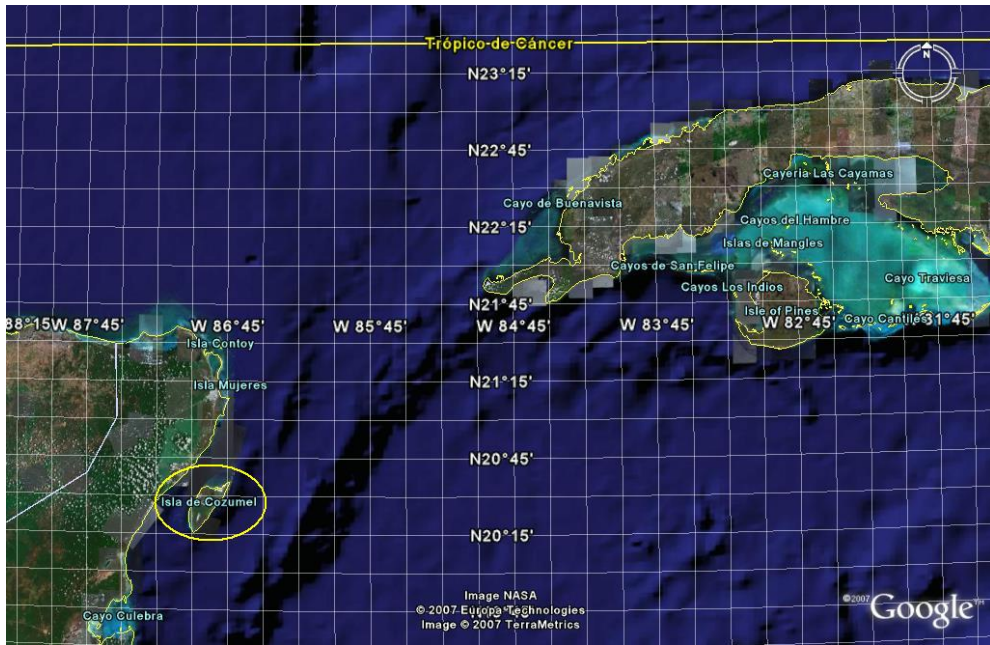 Trópico de Cáncer
N
N23°15'
N22°45'
Cayeria Las Cayamas
Cayo de Buenavista
Cayos del Hambre
N22°15'
Islas de Mangles
Cayos de San Felipe
Cayo Traviesa
Cayos Los Indios
N21°45'
Isle of Pines
Cayo Cantiles
88°15' W 87°45' W 86°45' W 85°45' W 84°45' W 83°45' W 82°45' 81°45'
Isla Contoy
Isla Mujeres
N21°15'
N20°45'
Isla de Cozumel
N20°15'
Image NASA
© 2007 Europa Technologies
Image © 2007 TerraMetrics
©2007 Google™
Cayo Culebra